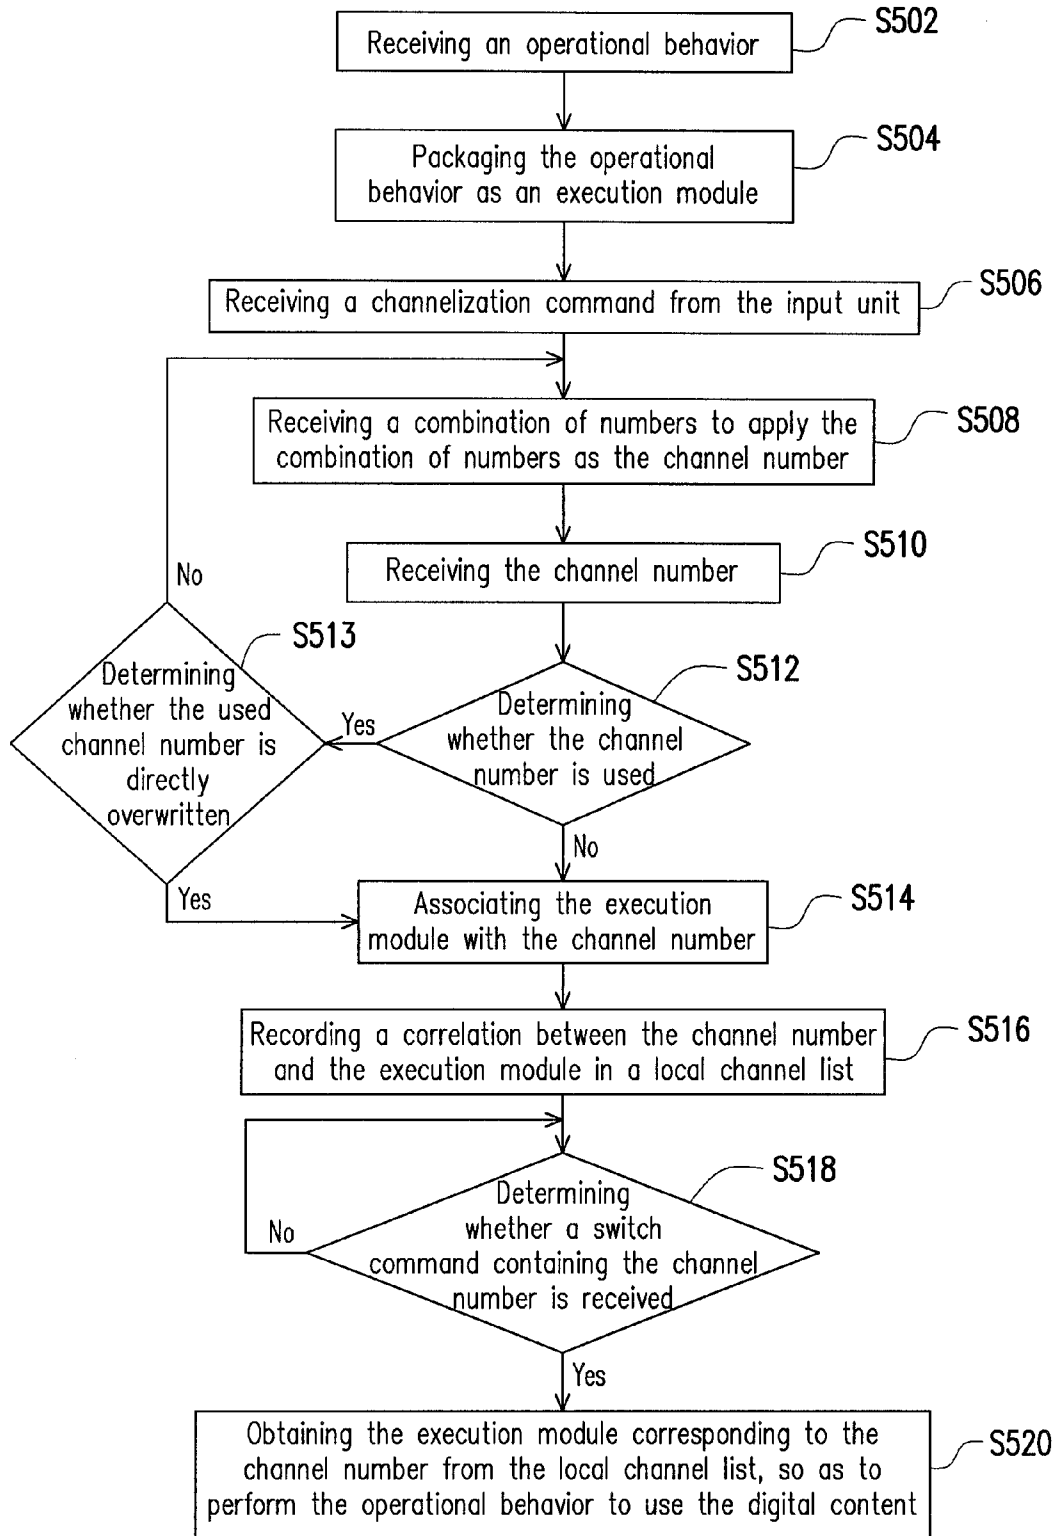 Receiving an operational behavior
S502
Packaging the operational
behavior as an execution module
S504
Receiving a channelization command from the input unit
S506
Receiving a combination of numbers to apply the
combination of numbers as the channel number
S508
Receiving the channel number
S510
No
Determining
whether the used
channel number is
directly
overwritten
S513
Yes
Determining
whether the channel
number is used
S512
No
Yes
Associating the execution
module with the channel number
S514
Recording a correlation between the channel number
and the execution module in a local channel list
S516
No
Determining
whether a switch
command containing the channel
number is received
S518
Yes
Obtaining the execution module corresponding to the
channel number from the local channel list, so as to
perform the operational behavior to use the digital content
S520